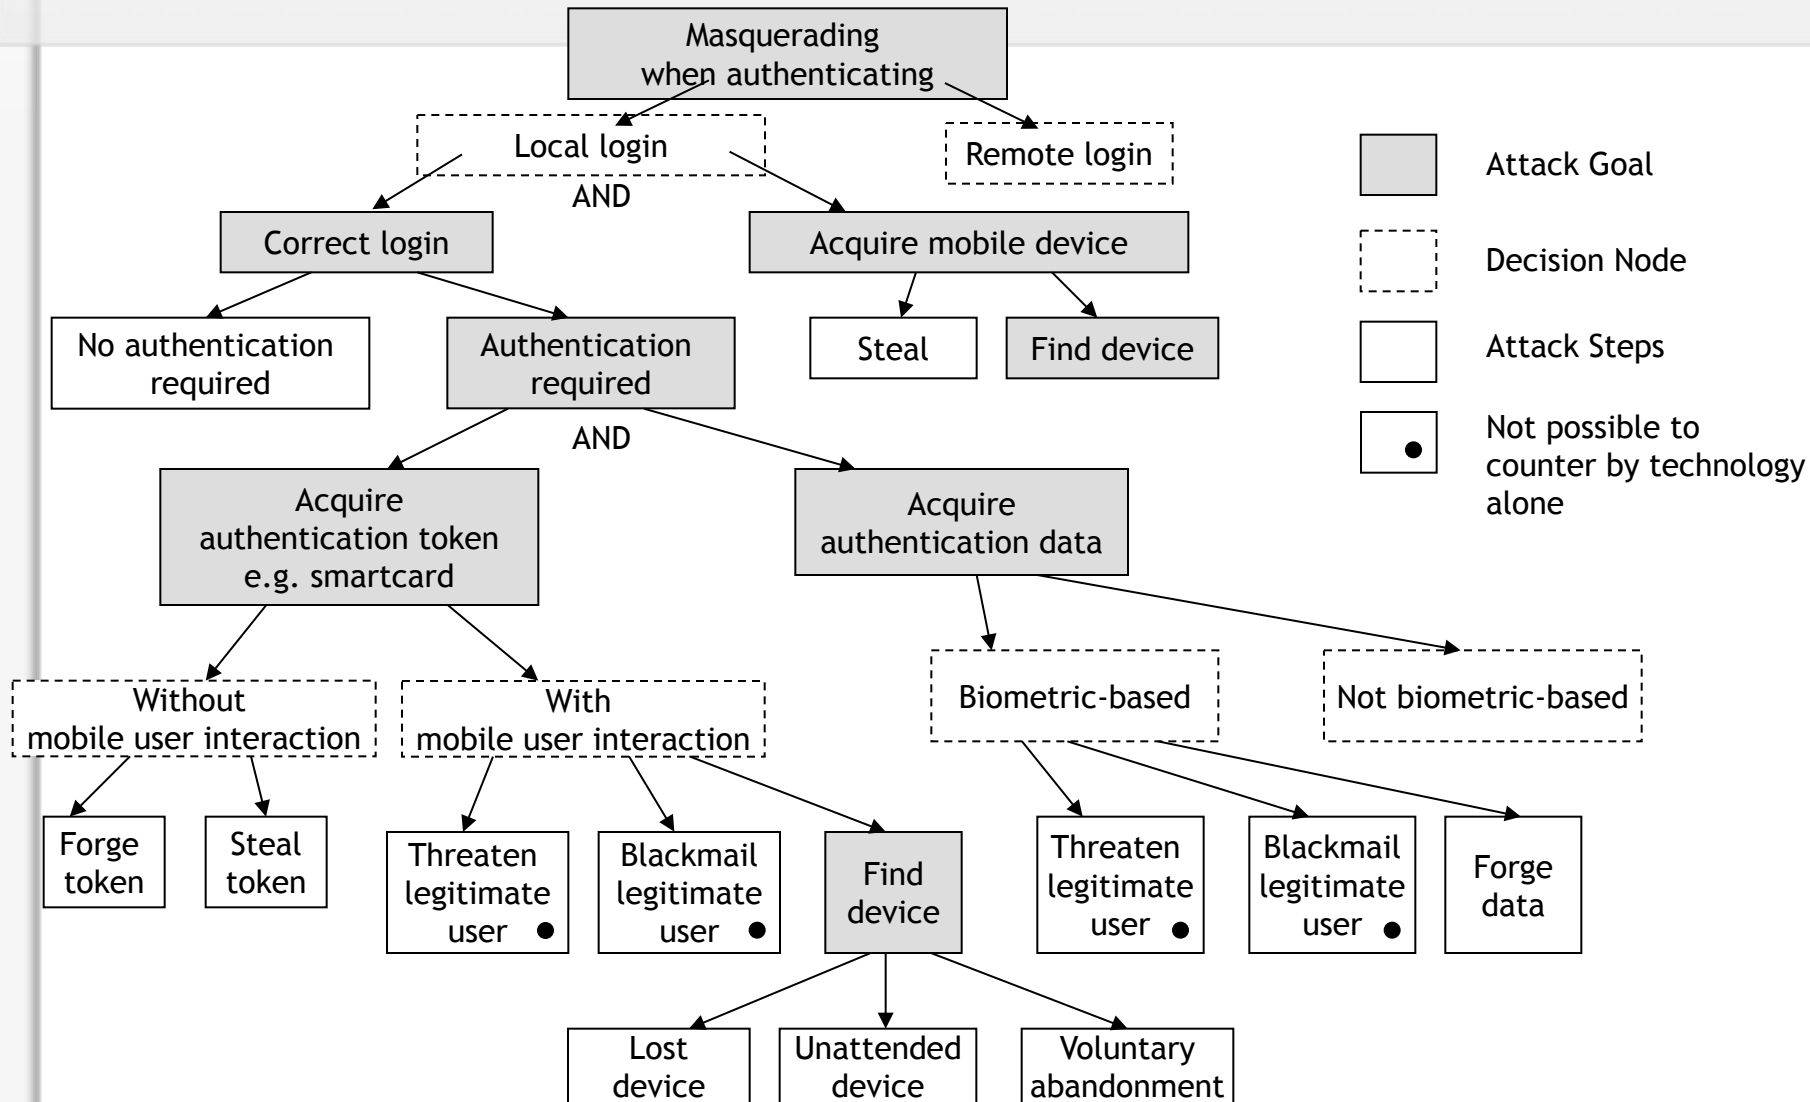 Masquerading
when authenticating
Local login
Remote login
AND
Correct login
Acquire mobile device
No authentication
required
Authentication
required
Steal
Find device
AND
Acquire
authentication token
e.g. smartcard
Acquire
authentication data
Without
mobile user interaction
With
mobile user interaction
Biometric-based
Not biometric-based
Forge
token
Steal
token
Threaten
legitimate
user
Blackmail
legitimate
user
Find
device
Threaten
legitimate
user
Blackmail
legitimate
user
Forge
data
Lost
device
Unattended
device
Voluntary
abandonment
Attack Goal
Decision Node
Attack Steps
Not possible to
counter by technology
alone